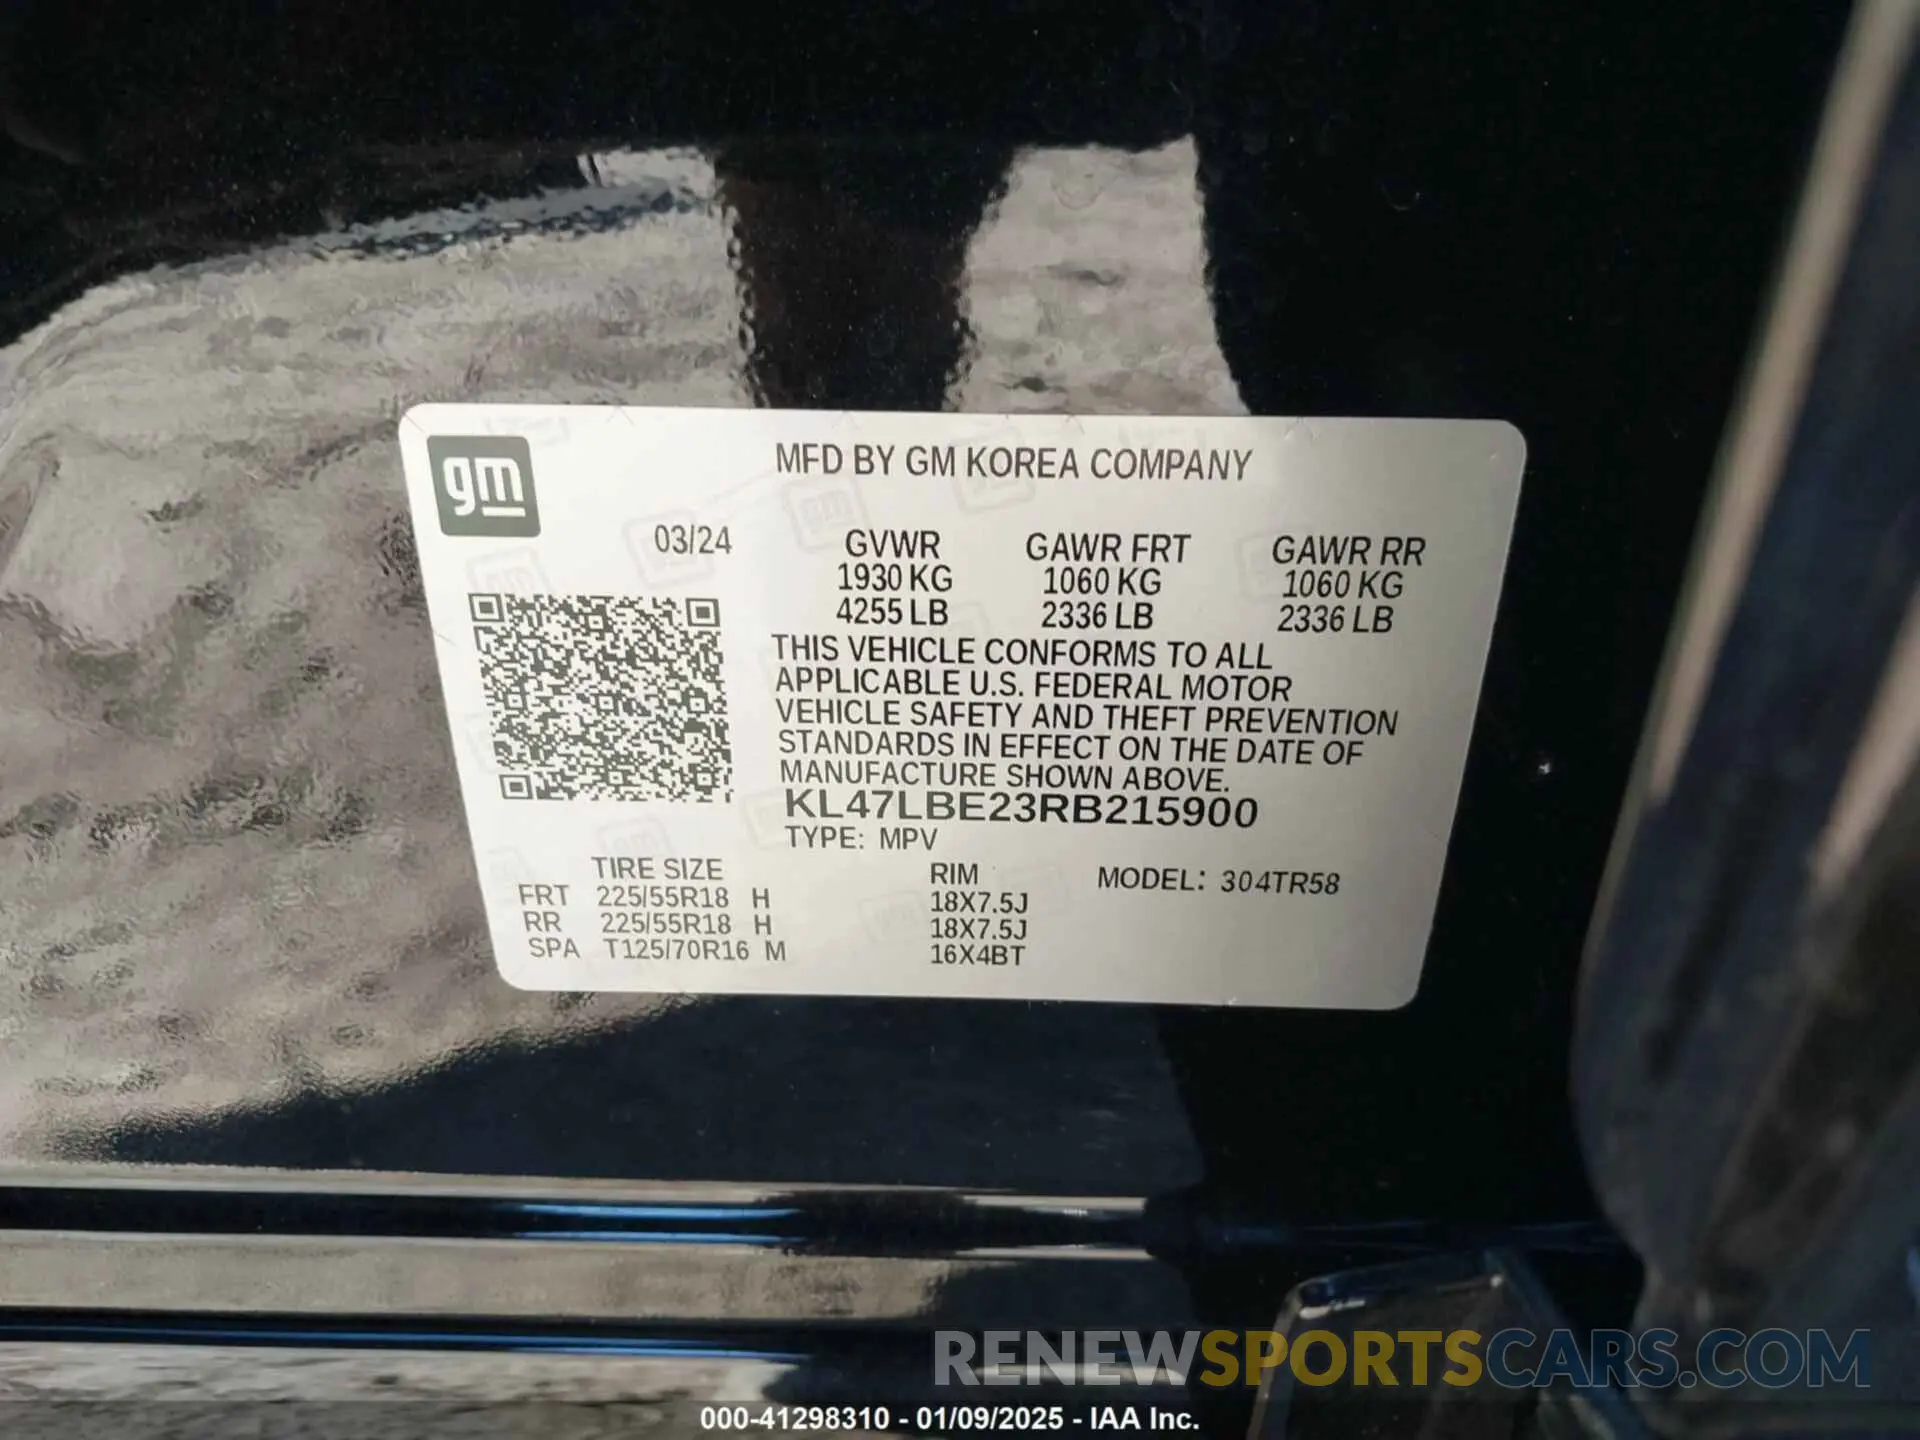 gm
MFD BY GM KOREA COMPANY
03/24
GVWR GAWR FRT GAWR RR
1930 KG 1060 KG 1060 KG
4255 LB 2336 LB 2336 LB
THIS VEHICLE CONFORMS TO ALL
APPLICABLE U.S. FEDERAL MOTOR
VEHICLE SAFETY AND THEFT PREVENTION
STANDARDS IN EFFECT ON THE DATE OF
MANUFACTURE SHOWN ABOVE.
KL47LBE23RB215900
TYPE: MPV
TIRE SIZE RIM MODEL: 304TR58
FRT 225/55R18 H 18X7.5J
RR 225/55R18 H 18X7.5J
SPA T125/70R16 M 16X4BT
RENEWSPORTSCARS.COM
000-41298310 - 01/09/2025 - IAA Inc.